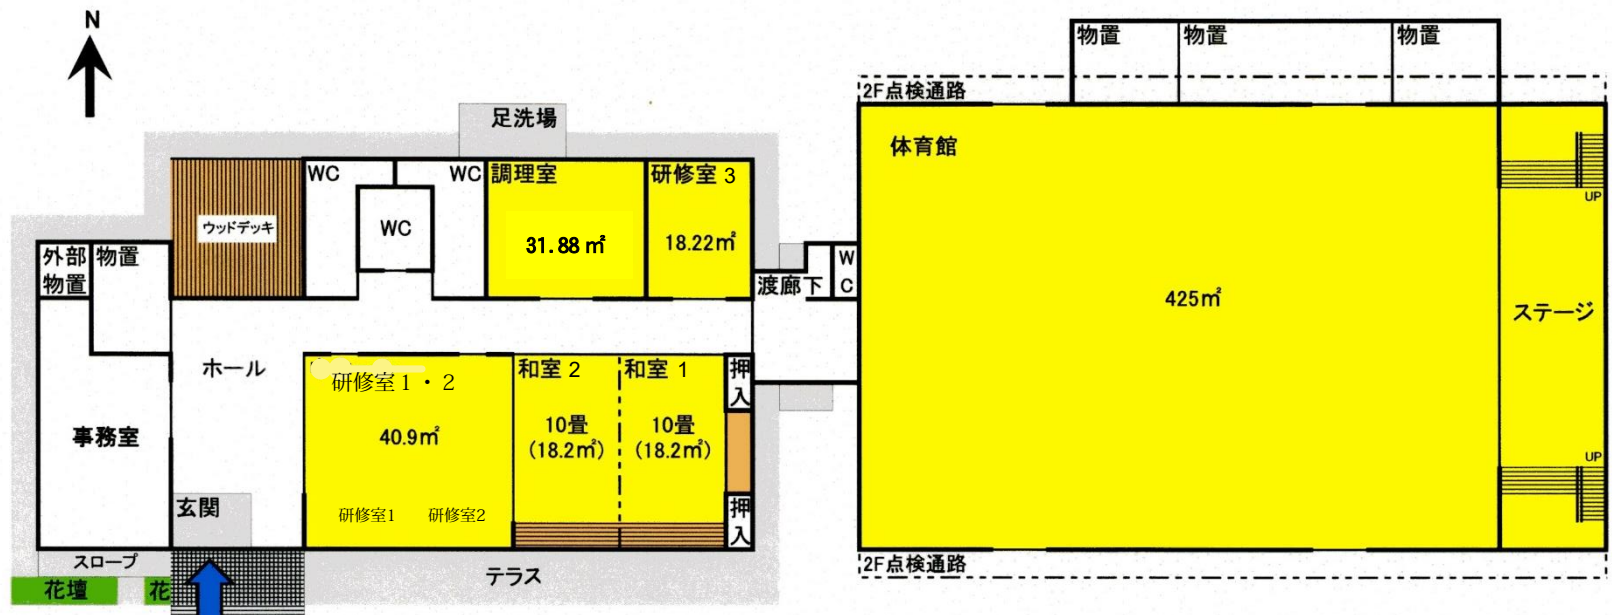 N
物置
物置
物置
2F点検通路
足洗場
体育館
WC
WC
調理室
研修室 3
UP
ウッドデッキ
WC
31.88㎡
18.22㎡
外部
物置
物置
渡廊下
W
C
425㎡
ステージ
ホール
研修室1・2
和室 2
和室 1
押
入
事務室
40.9㎡
10畳
(18.2㎡)
10畳
(18.2㎡)
UP
玄関
研修室1
研修室2
押
入
スロープ
テラス
2F点検通路
花壇
花